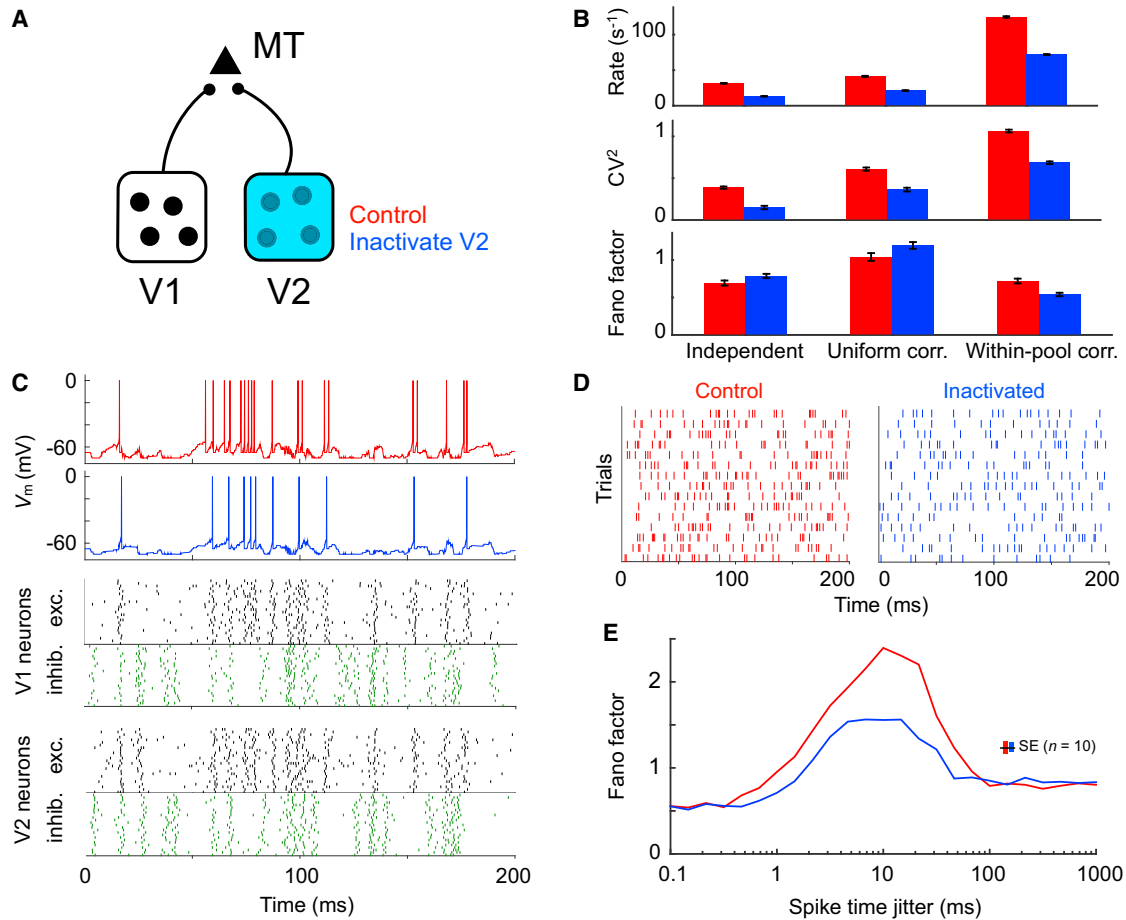 A
MT
V1
V2
Control
Inactivate V2
B
Rate (s-1)
100
0
CV2
1
0
Fano factor
1
0
Independent
Uniform corr.
Within-pool corr.
C
Vm (mV)
0
-60
0
-60
V1 neurons
exc.
inhib.
V2 neurons
exc.
inhib.
0
100
200
Time (ms)
D
Control
Inactivated
Trials
0
100
200
0
100
200
Time (ms)
E
Fano factor
2
1
0
SE (n = 10)
0.1
1
10
100
1000
Spike time jitter (ms)